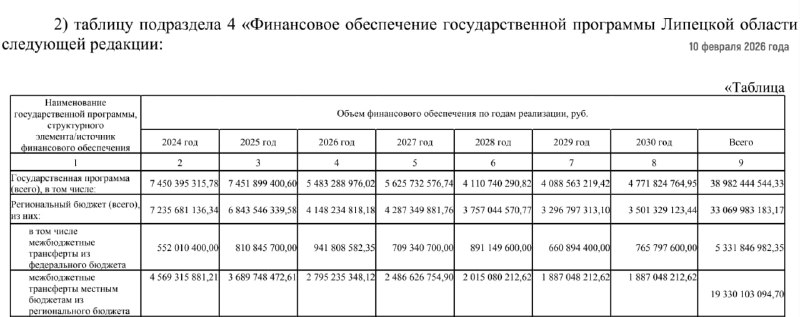 2) таблицу подраздела 4 «Финансовое обеспечение государственной программы Липецкой области
следующей редакции:
10 февраля 2026 года
«Таблица
Наименование государственной программы, структурного элемента/источник финансового обеспечения
Объем финансового обеспечения по годам реализации, руб.
2024 год 2025 год 2026 год 2027 год 2028 год 2029 год 2030 год Всего
1 2 3 4 5 6 7 8 9
Государственная программа (всего), в том числе: 7 450 395 315,78 7 451 899 400,60 5 483 288 976,02 5 625 732 576,74 4 110 740 290,82 4 088 563 219,42 4 771 824 764,95 38 982 444 544,33
Региональный бюджет (всего), из них: 7 235 681 136,34 6 843 546 339,58 4 148 234 818,18 4 287 349 881,76 3 757 044 570,77 3 296 797 313,10 3 501 329 123,44 33 069 983 183,17
в том числе межбюджетные трансферты из федерального бюджета 552 010 400,00 810 845 700,00 941 808 582,35 709 340 700,00 891 149 600,00 660 894 400,00 765 797 600,00 5 331 846 982,35
межбюджетные трансферты местным бюджетам из регионального бюджета 4 569 315 881,21 3 689 748 472,61 2 795 235 348,12 2 486 626 754,90 2 015 080 212,62 1 887 048 212,62 1 887 048 212,62 19 330 103 094,70